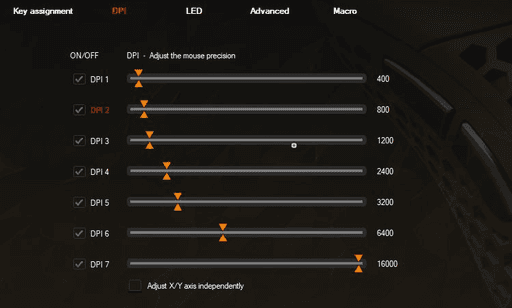 Key assignment DPI LED Advanced Macro
ON/OFF DPI - Adjust the mouse precision
DPI 1 400
DPI 2 800
DPI 3 1200
DPI 4 2400
DPI 5 3200
DPI 6 6400
DPI 7 16000
Adjust X/Y axis independently